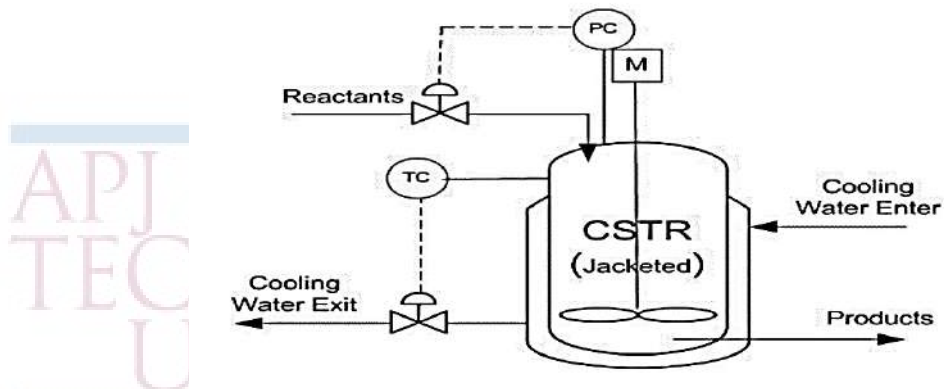 PC
M
Reactants
TC
Cooling
Water Enter
CSTR
(Jacketed)
Cooling
Water Exit
Products
APJ
TEC
U